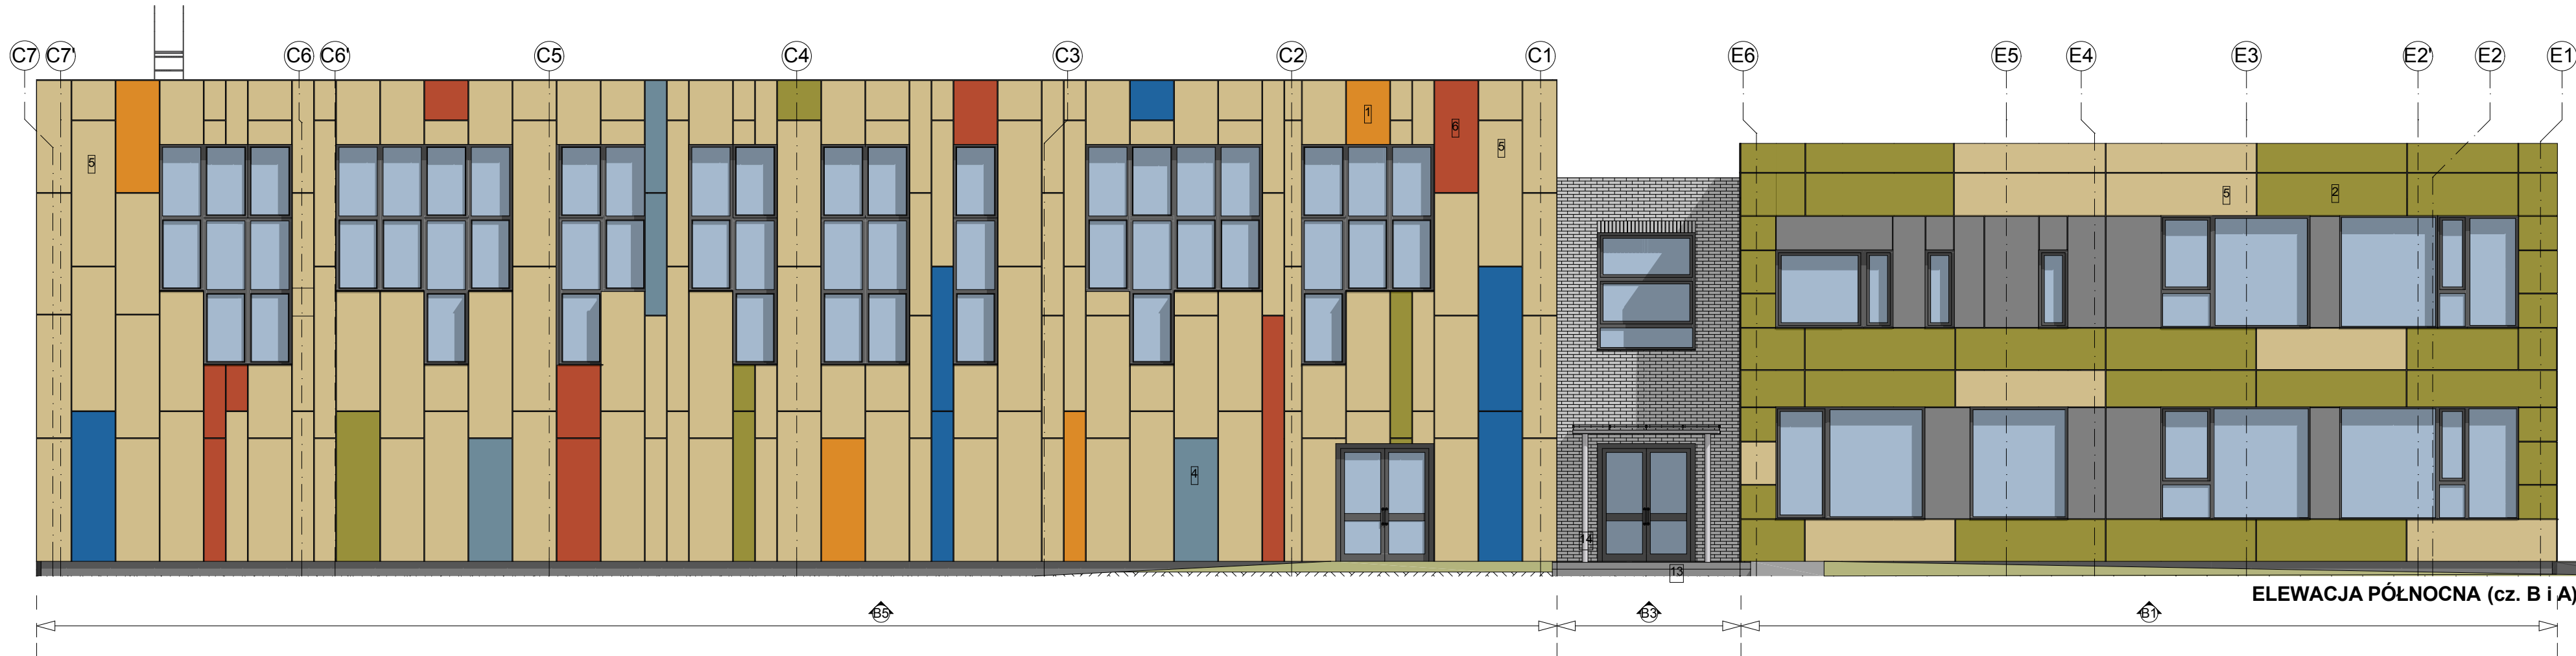 C7 C7' C6 C6' C5 C4 C3 C2 C1 E6 E5 E4 E3 E2' E2 E1
1
6
5
5
5 2
4
14
13
ELEWACJA PÓŁNOCNA (cz. B i A)
B5 B3 B1